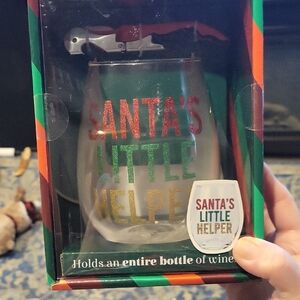 SANTA'S
LITTLE
HELPER
SANTA'S
LITTLE
HELPER
Holds an entire bottle of wine